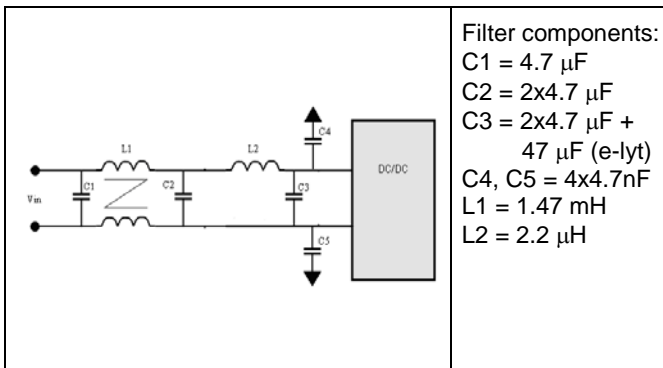 L1
L2
C4
DC/DC
Vin
C1
C2
C3
C5
Filter components:
C1 = 4.7 μF
C2 = 2x4.7 μF
C3 = 2x4.7 μF +
47 μF (e-lyt)
C4, C5 = 4x4.7nF
L1 = 1.47 mH
L2 = 2.2 μH